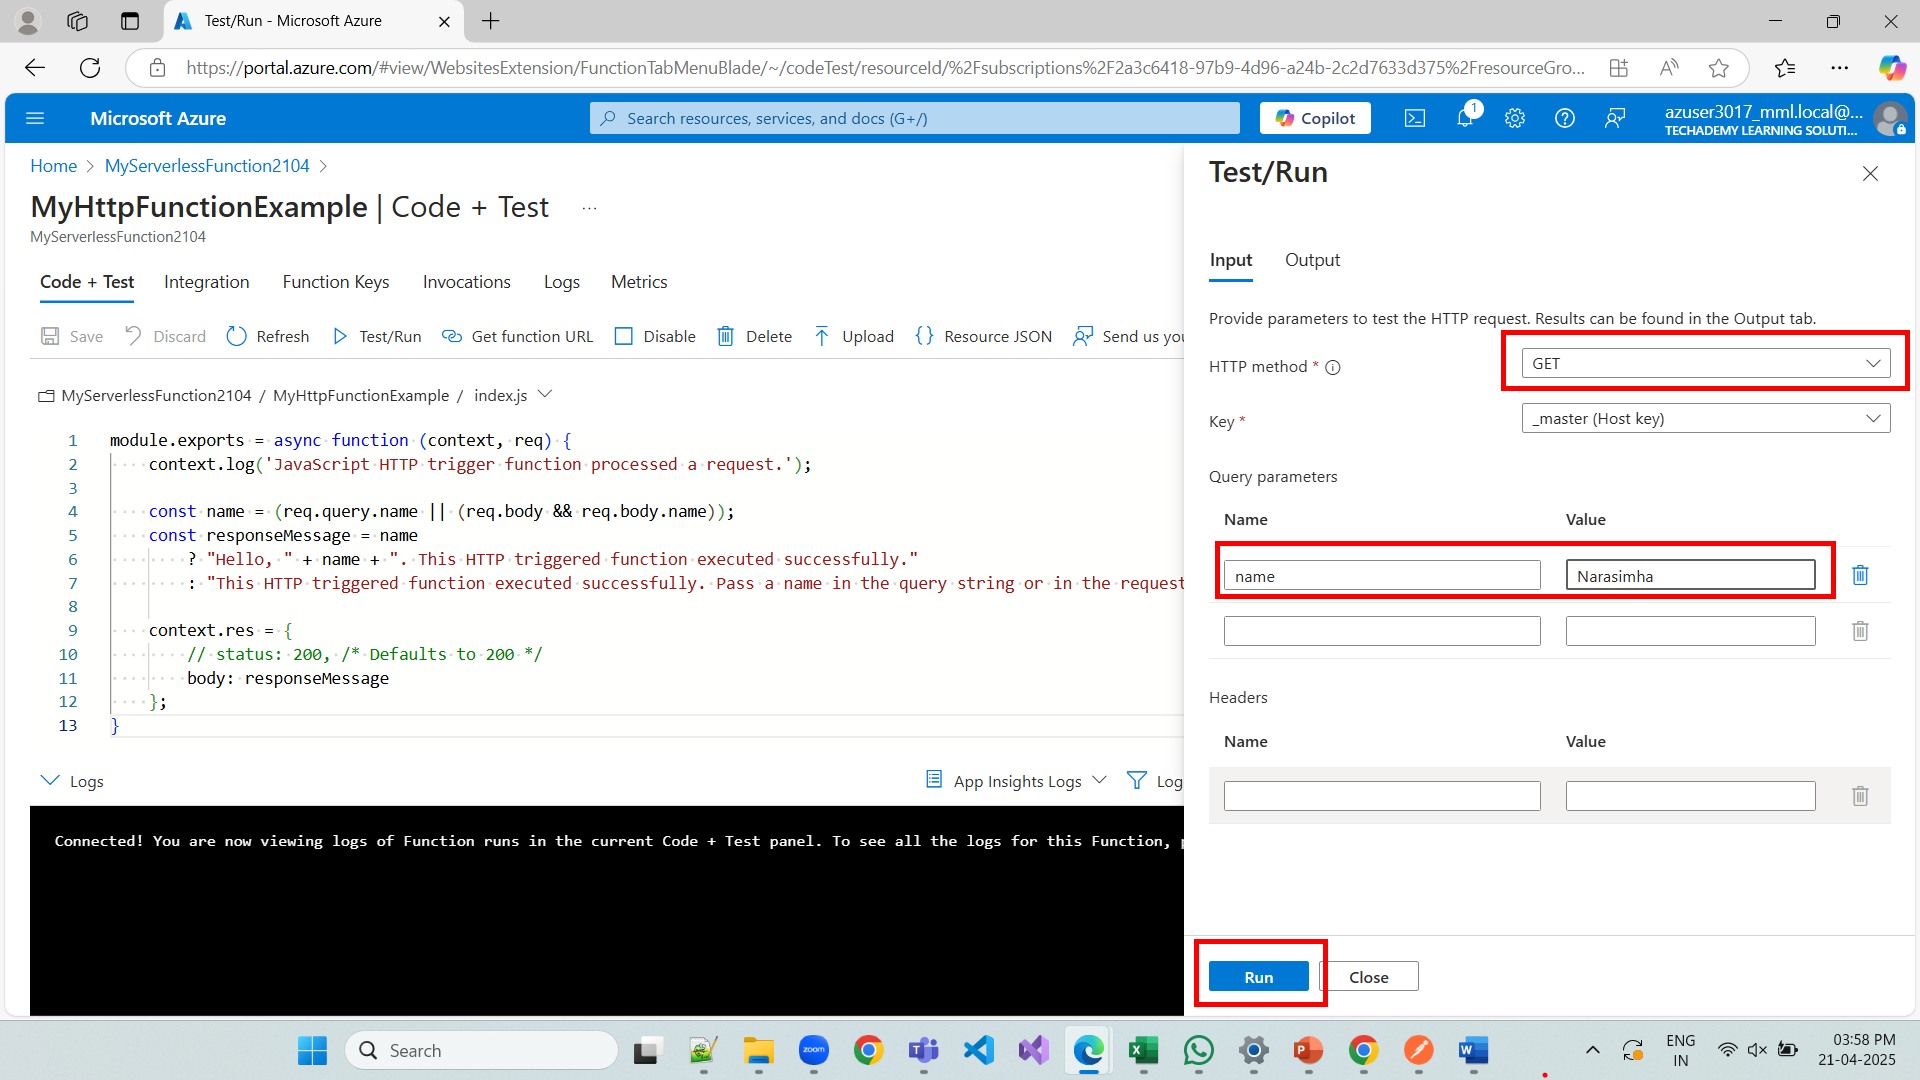 Test/Run - Microsoft Azure
https://portal.azure.com/#view/WebsitesExtension/FunctionTabMenuBlade/~/codeTest/resourceId/%2Fsubscriptions%2F2a3c6418-97b9-4d96-a24b-2c2d7633d375%2FresourceGro...
Microsoft Azure
Search resources, services, and docs (G+/)
Copilot
1
azuser3017_mml.local@...
TECHADEMY LEARNING SOLUTI...
Home > MyServerlessFunction2104 >
MyHttpFunctionExample | Code + Test ...
MyServerlessFunction2104
Code + Test Integration Function Keys Invocations Logs Metrics
Save Discard Refresh Test/Run Get function URL Disable Delete Upload {} Resource JSON Send us you
MyServerlessFunction2104 / MyHttpFunctionExample / index.js
1 module.exports = async function (context, req) {
2 context.log('JavaScript HTTP trigger function processed a request.');
3
4 const name = (req.query.name || (req.body && req.body.name));
5 const responseMessage = name
6 ? "Hello, " + name + ". This HTTP triggered function executed successfully."
7 : "This HTTP triggered function executed successfully. Pass a name in the query string or in the request
8
9 context.res = {
10 // status: 200, /* Defaults to 200 */
11 body: responseMessage
12 };
13 }
Logs
App Insights Logs
Log
Connected! You are now viewing logs of Function runs in the current Code + Test panel. To see all the logs for this Function, p
Test/Run
Input Output
Provide parameters to test the HTTP request. Results can be found in the Output tab.
HTTP method *
GET
Key *
_master (Host key)
Query parameters
Name Value
name Narasimha
Headers
Name Value
Run Close
Search
zoom
ENG
IN
03:58 PM
21-04-2025